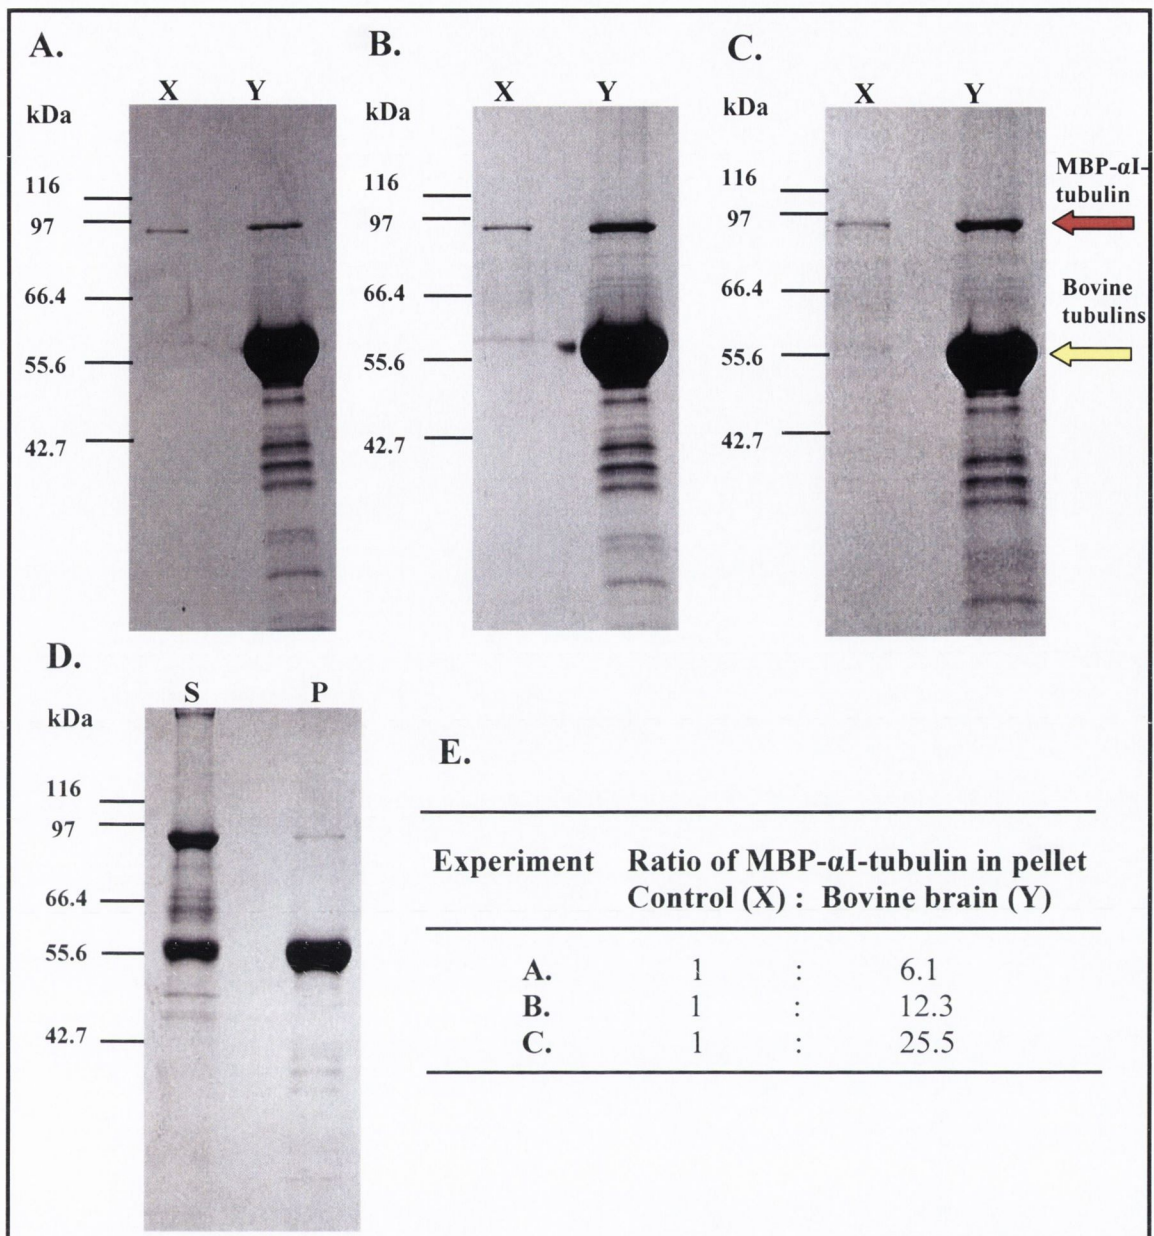 A.
X Y
kDa
116
97
66.4
55.6
42.7
B.
X Y
kDa
116
97
66.4
55.6
42.7
C.
X Y
kDa
116
97
66.4
55.6
42.7
MBP-αI-
tubulin
Bovine
tubulins
D.
S P
kDa
116
97
66.4
55.6
42.7
E.
Experiment Ratio of MBP-αI-tubulin in pellet
Control (X) : Bovine brain (Y)
A. 1 : 6.1
B. 1 : 12.3
C. 1 : 25.5